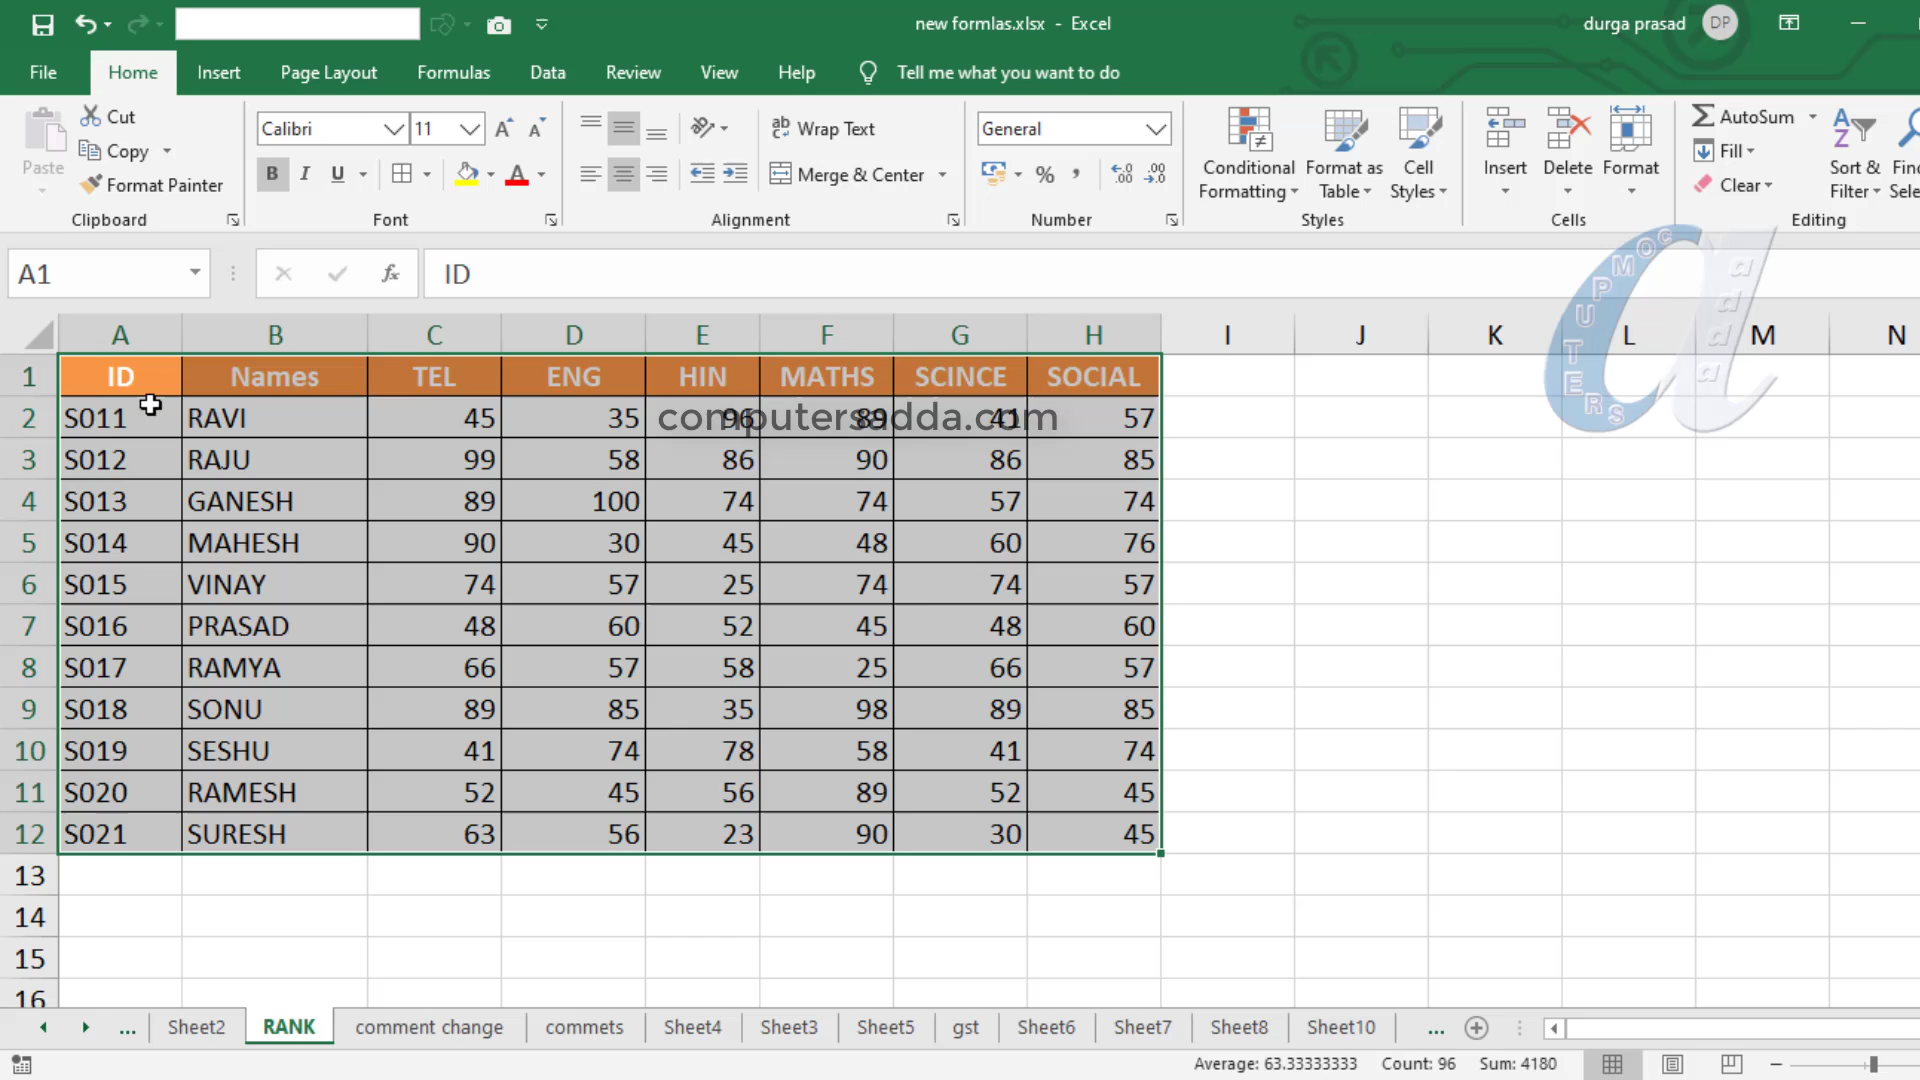 new formlas.xlsx - Excel
durga prasad DP
File Home Insert Page Layout Formulas Data Review View Help Tell me what you want to do
Paste
Cut
Copy
Format Painter
Clipboard
Calibri 11 A A
B I U A
Font
ab Wrap Text
Merge & Center
Alignment
General
% , .00 .00
Number
Conditional Formatting
Format as Table
Cell Styles
Styles
Insert Delete Format
Cells
AutoSum
Fill
Clear
Sort & Filter
Editing
A1 fx ID
COMPUTERS
adda
A B C D E F G H I J K L M N
1 ID Names TEL ENG HIN MATHS SCINCE SOCIAL
2 S011 RAVI 45 35 96 89 41 57
computersadda.com
3 S012 RAJU 99 58 86 90 86 85
4 S013 GANESH 89 100 74 74 57 74
5 S014 MAHESH 90 30 45 48 60 76
6 S015 VINAY 74 57 25 74 74 57
7 S016 PRASAD 48 60 52 45 48 60
8 S017 RAMYA 66 57 58 25 66 57
9 S018 SONU 89 85 35 98 89 85
10 S019 SESHU 41 74 78 58 41 74
11 S020 RAMESH 52 45 56 89 52 45
12 S021 SURESH 63 56 23 90 30 45
13
14
15
16
... Sheet2 RANK comment change commets Sheet4 Sheet3 Sheet5 gst Sheet6 Sheet7 Sheet8 Sheet10 ...
Average: 63.33333333 Count: 96 Sum: 4180